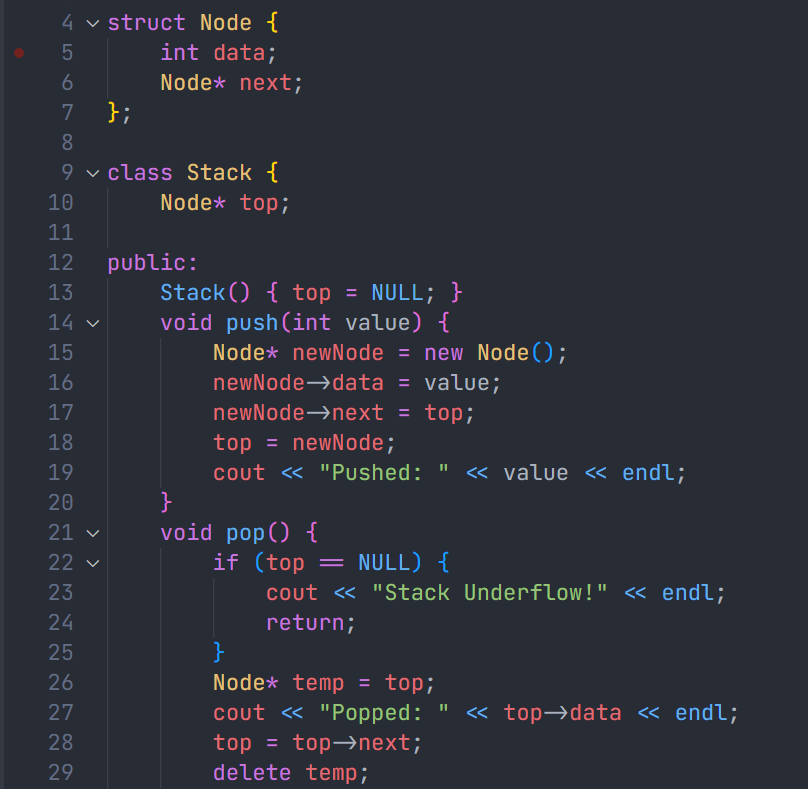 4 struct Node {
5     int data;
6     Node* next;
7 };
8
9 class Stack {
10     Node* top;
11
12 public:
13     Stack() { top = NULL; }
14     void push(int value) {
15         Node* newNode = new Node();
16         newNode->data = value;
17         newNode->next = top;
18         top = newNode;
19         cout << "Pushed: " << value << endl;
20     }
21     void pop() {
22         if (top == NULL) {
23             cout << "Stack Underflow!" << endl;
24             return;
25         }
26         Node* temp = top;
27         cout << "Popped: " << top->data << endl;
28         top = top->next;
29         delete temp;